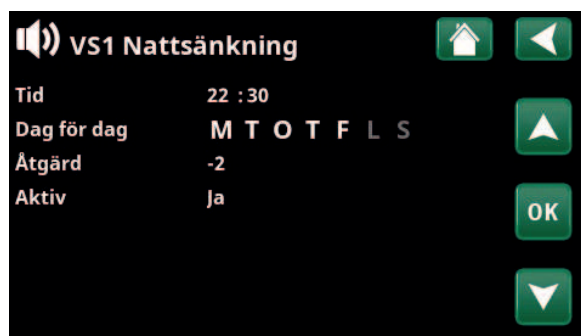 VS1 Nattsänkning
Tid 22 :30
Dag för dag M T O T F L S
Åtgärd -2
Aktiv Ja
OK